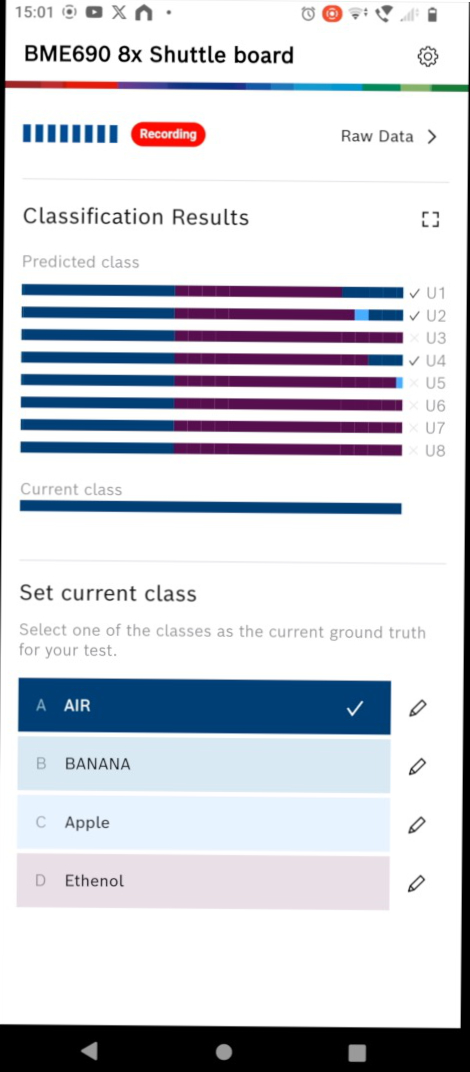 15:01
BME690 8x Shuttle board
Recording
Raw Data
Classification Results
Predicted class
U1
U2
U3
U4
U5
U6
U7
U8
Current class
Set current class
Select one of the classes as the current ground truth
for your test.
A AIR
B BANANA
C Apple
D Ethenol